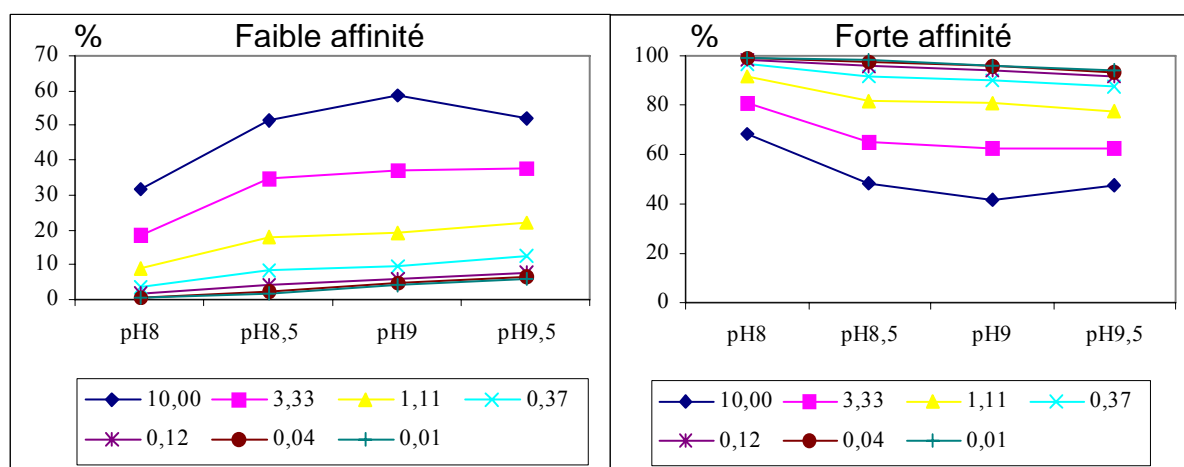 % Faible affinité
70
60
50
40
30
20
10
0
pH8 pH8,5 pH9 pH9,5
10,00 3,33 1,11 0,37
0,12 0,04 0,01
% Forte affinité
100
80
60
40
20
0
pH8 pH8,5 pH9 pH9,5
10,00 3,33 1,11 0,37
0,12 0,04 0,01